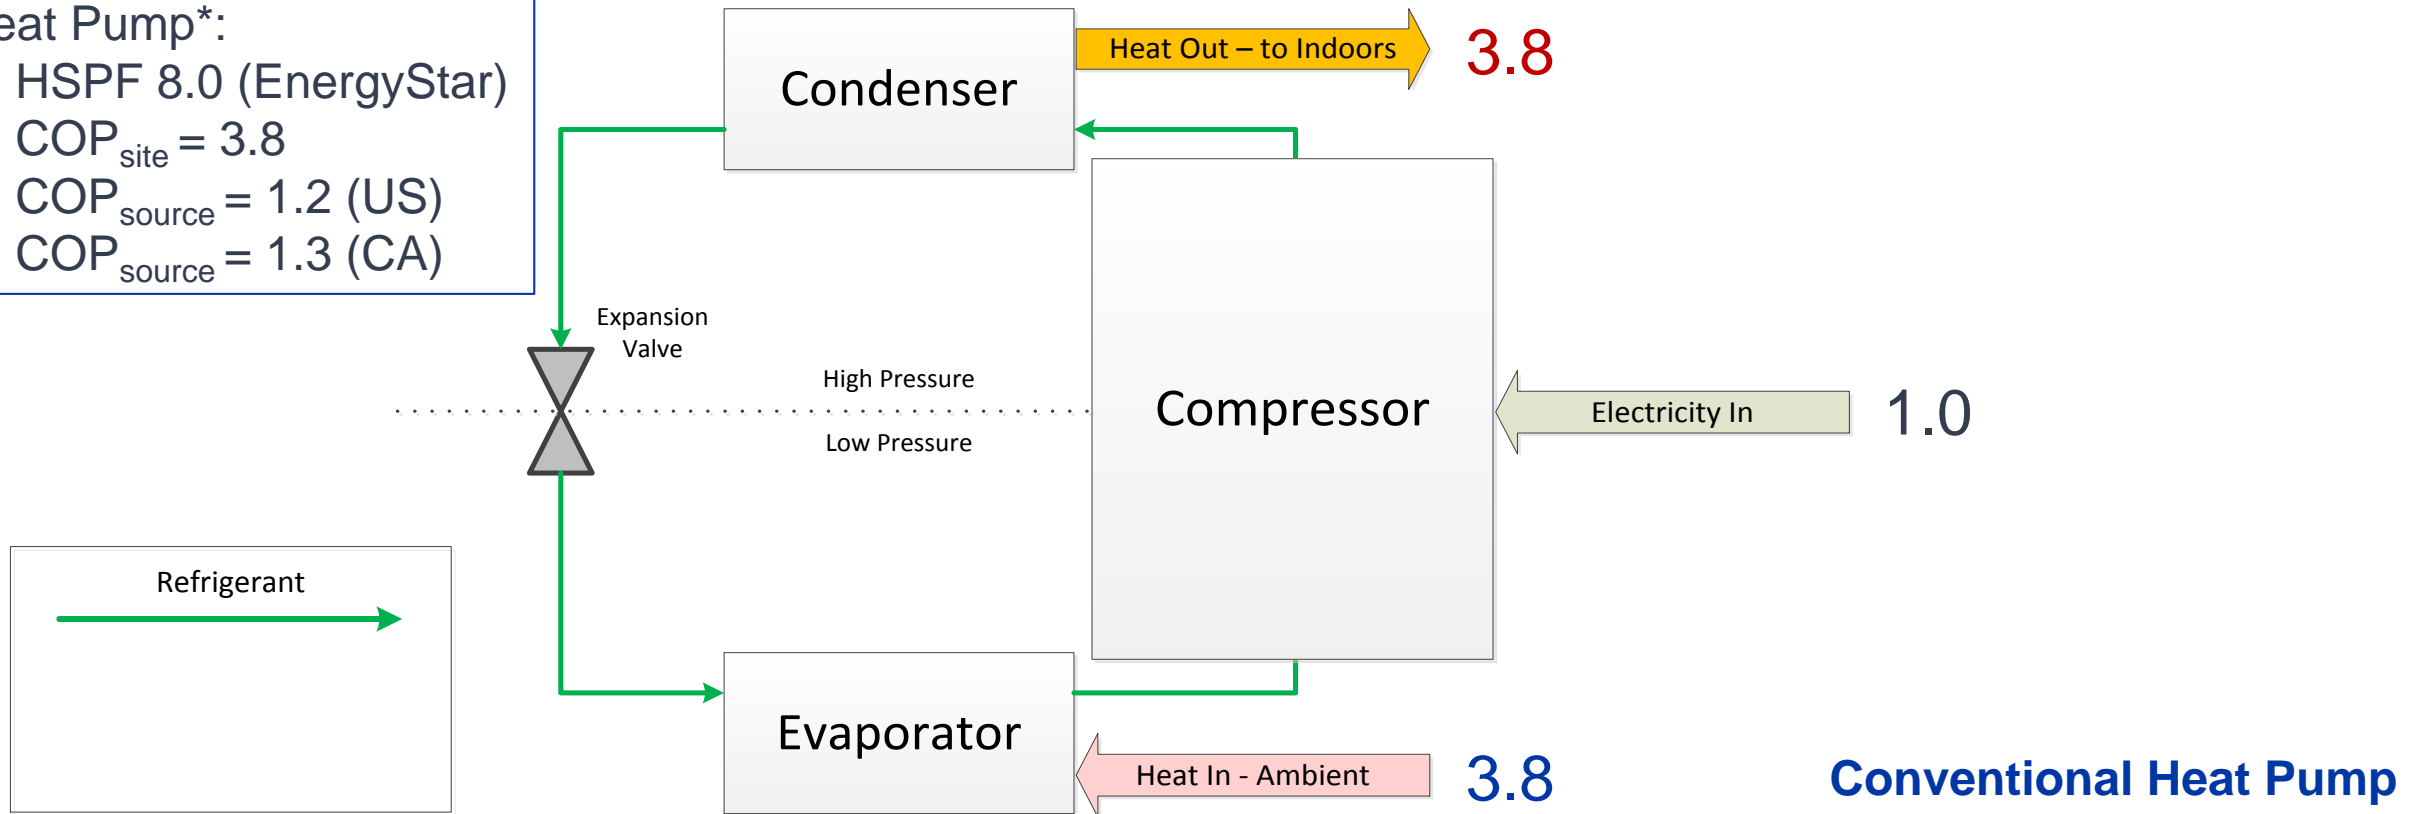 eat Pump*:
HSPF 8.0 (EnergyStar)
COPsite = 3.8
COPsource = 1.2 (US)
COPsource = 1.3 (CA)
Condenser
Heat Out – to Indoors
3.8
Expansion
Valve
High Pressure
Low Pressure
Compressor
Electricity In
1.0
Refrigerant
Evaporator
Heat In - Ambient
3.8
Conventional Heat Pump